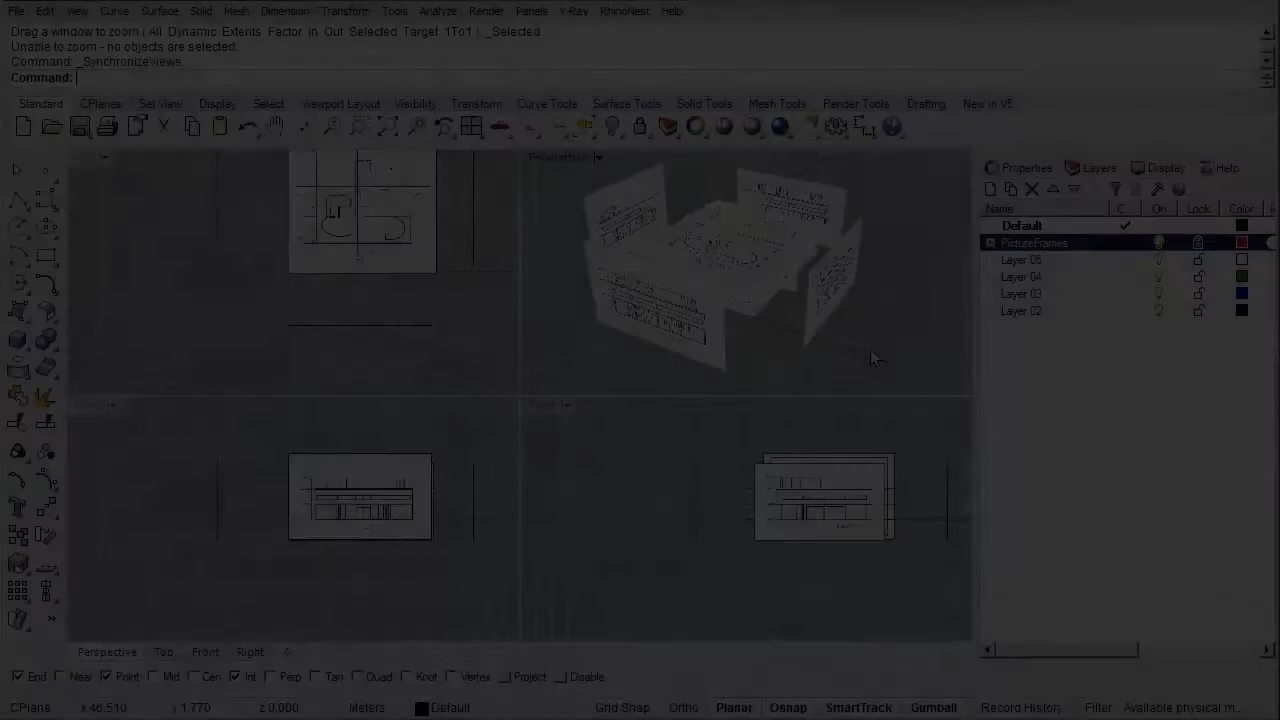 File Edit View Curve Surface Solid Mesh Dimension Transform Tools Analyze Render Panels V-Ray RhinoNest Help
Drag a window to zoom ( All Dynamic Extents Factor In Out Selected Target 1To1 ): _Selected
Unable to zoom - no objects are selected.
Command: _SynchronizeViews
Command:
Standard CPlanes Set View Display Select Viewport Layout Visibility Transform Curve Tools Surface Tools Solid Tools Mesh Tools Render Tools Drafting New in V5
Perspective
Properties Layers Display Help
Name C... On Lock... Color
Default
PictureFrames
Layer 05
Layer 04
Layer 03
Layer 02
Perspective Top Front Right
End Near Point Mid Cen Int Perp Tan Quad Knot Vertex Project Disable
CPlane x 46.510 y 1.770 z 0.000 Meters Default Grid Snap Ortho Planar Osnap SmartTrack Gumball Record History Filter Available physical m...